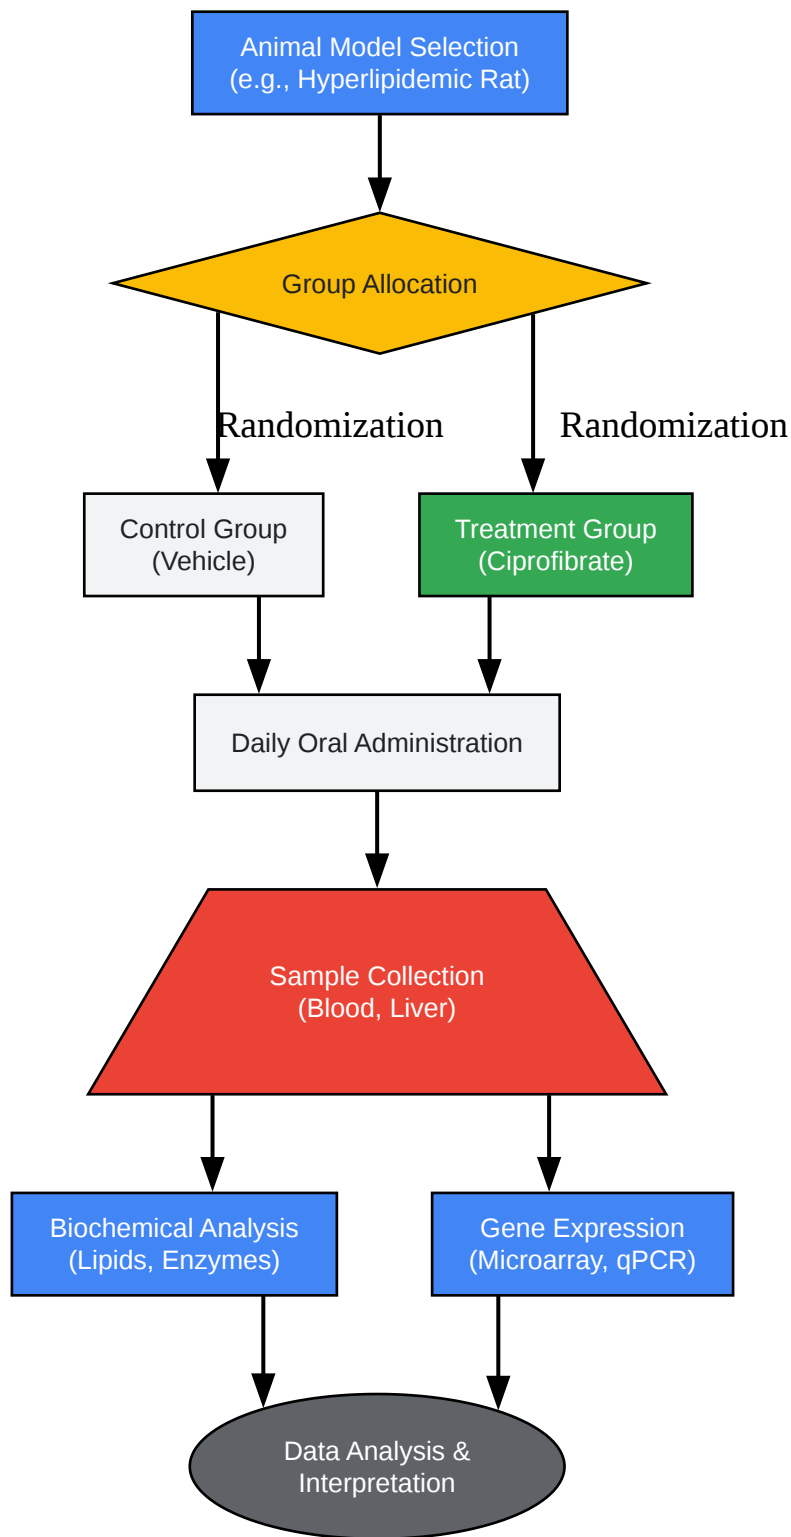 Animal Model Selection
(e.g., Hyperlipidemic Rat)
Group Allocation
Randomization
Randomization
Control Group
(Vehicle)
Treatment Group
(Ciprofibrate)
Daily Oral Administration
Sample Collection
(Blood, Liver)
Biochemical Analysis
(Lipids, Enzymes)
Gene Expression
(Microarray, qPCR)
Data Analysis &
Interpretation